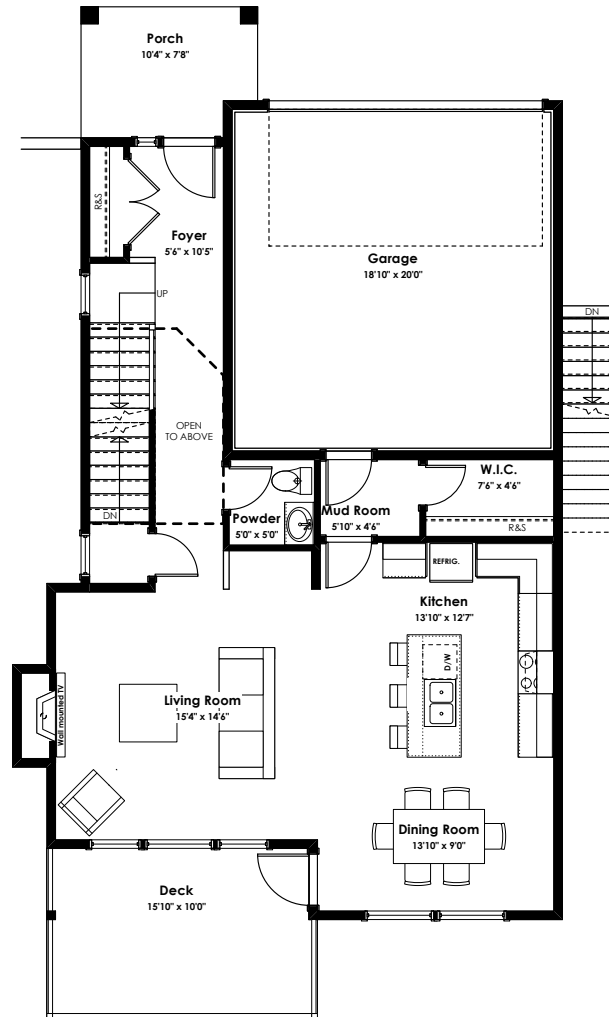 Porch
10'4" x 7'8"
R&S
Foyer
5'6" x 10'5"
Garage
18'10" x 20'0"
UP
DN
OPEN
TO ABOVE
W.I.C.
7'6" x 4'6"
Powder
5'0" x 5'0"
Mud Room
5'10" x 4'6"
DN
R&S
REFRIG.
Kitchen
13'10" x 12'7"
D/W
Living Room
15'4" x 14'6"
Wall mounted TV
Dining Room
13'10" x 9'0"
Deck
15'10" x 10'0"